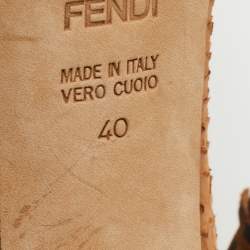 FENDI
MADE IN ITALY
VERO CUOIO
40